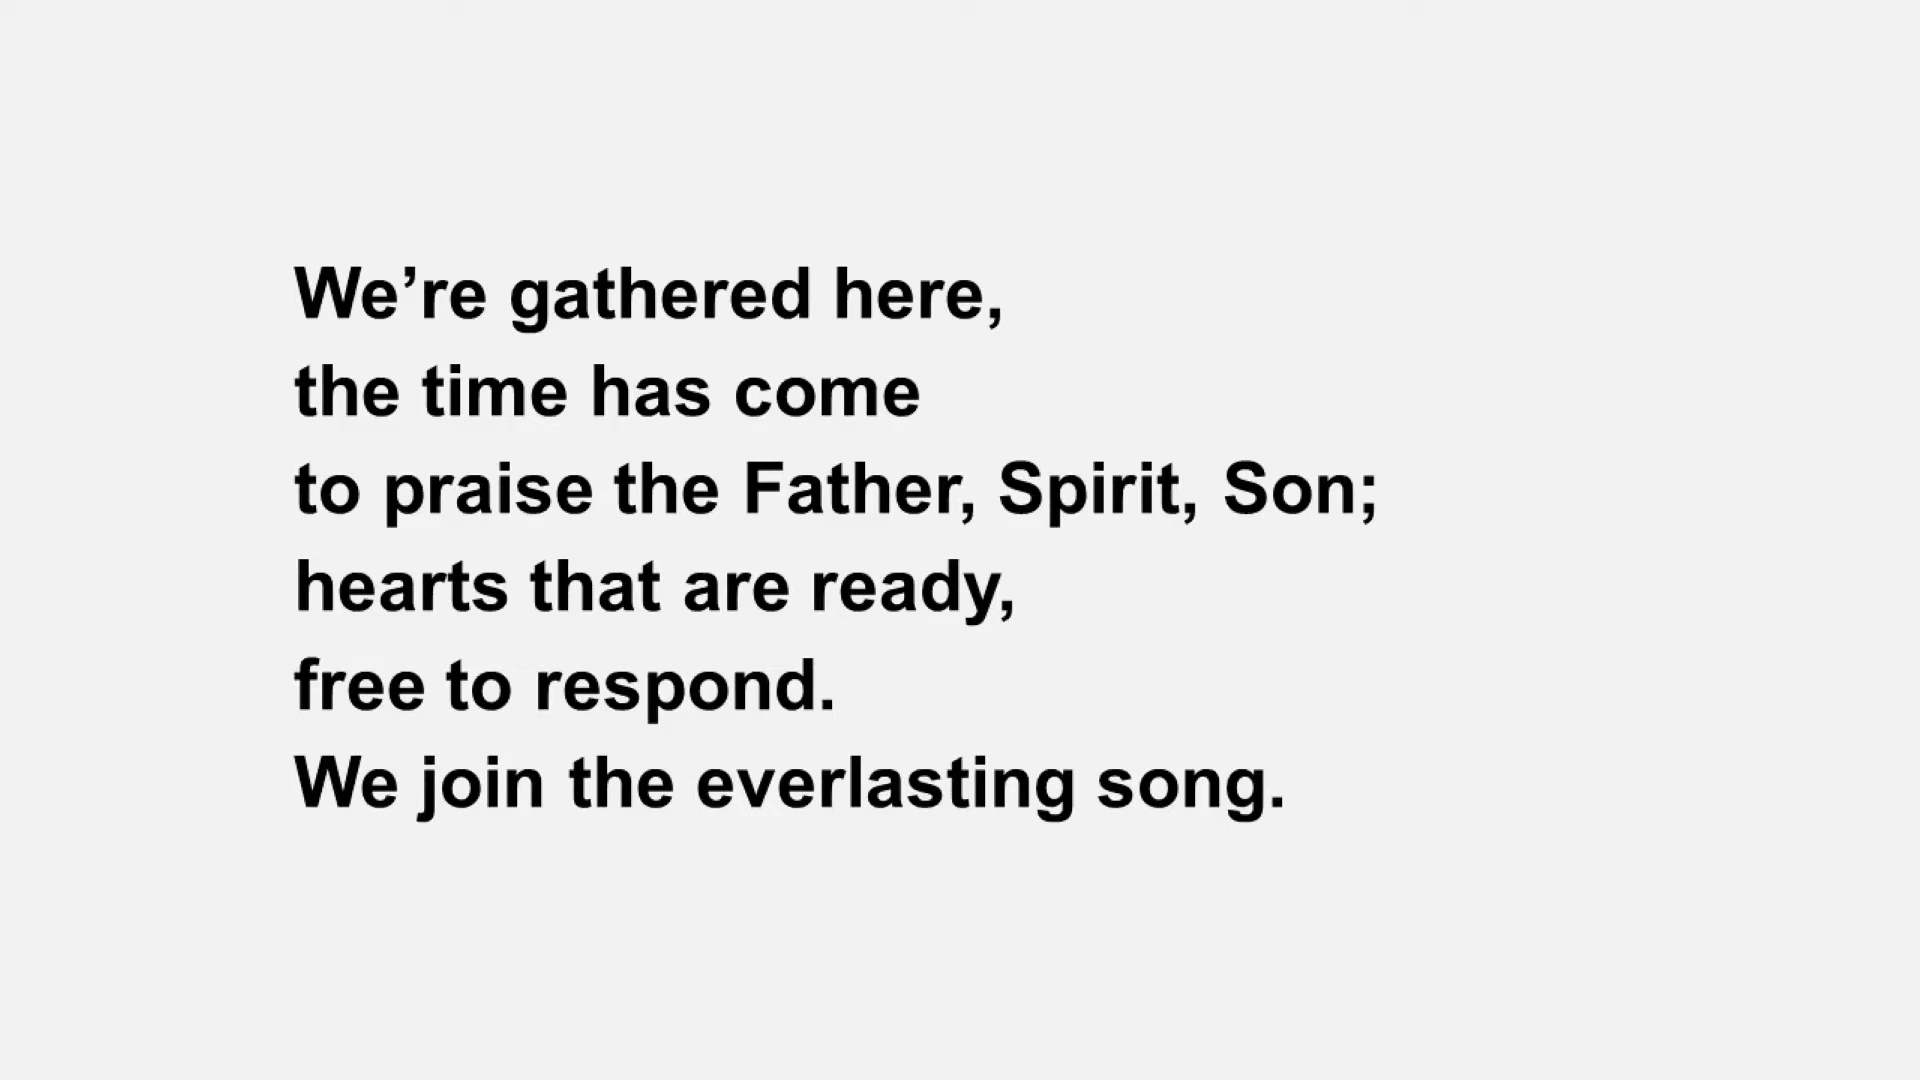 We’re gathered here,
the time has come
to praise the Father, Spirit, Son;
hearts that are ready,
free to respond.
We join the everlasting song.